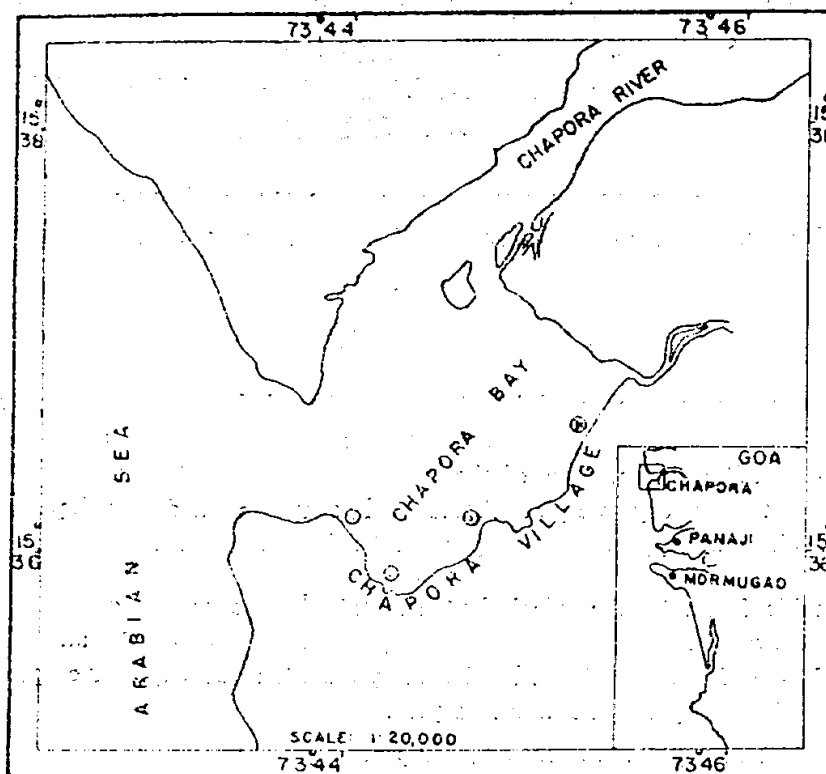 73°44
73°46
15°
38
15
38
CHAPORA RIVER
CHAPORA BAY
ARABIAN SEA
CHAPORA VILLAGE
GOA
CHAPORA
PANAJI
MORMUGAO
15°
36
15
36
SCALE: 1:20,000
73°44
73°46